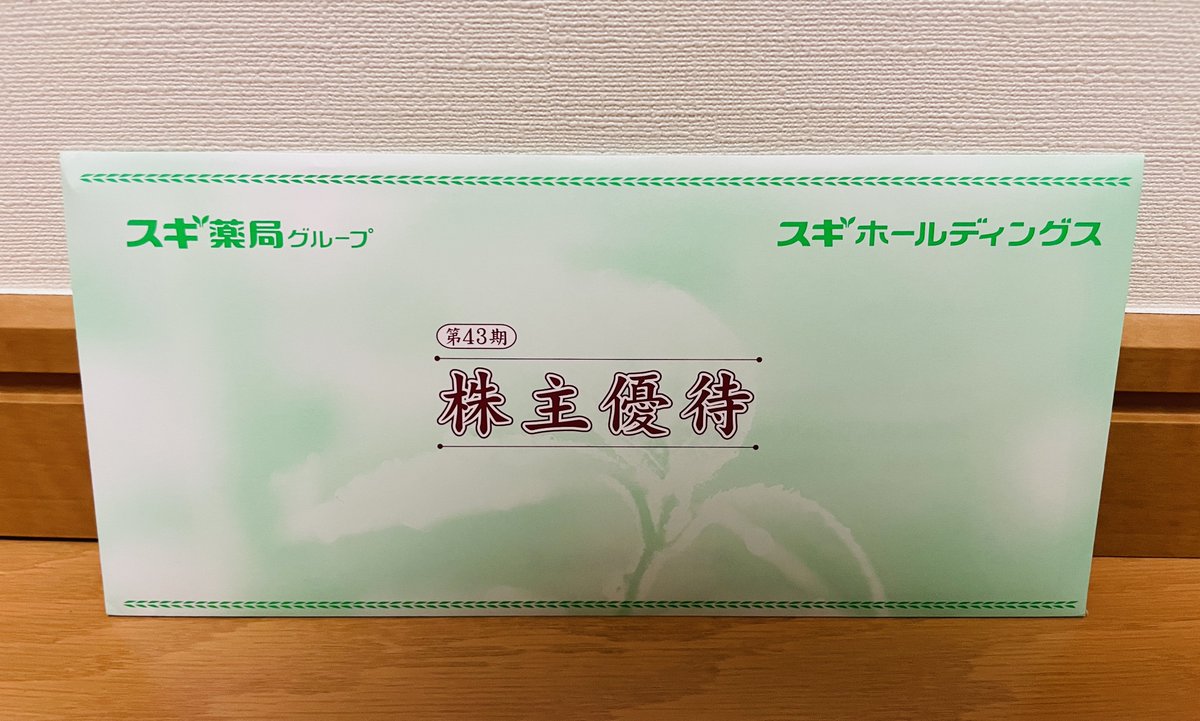 スギ薬局グループ
スギホールディングス
第43期
株主優待